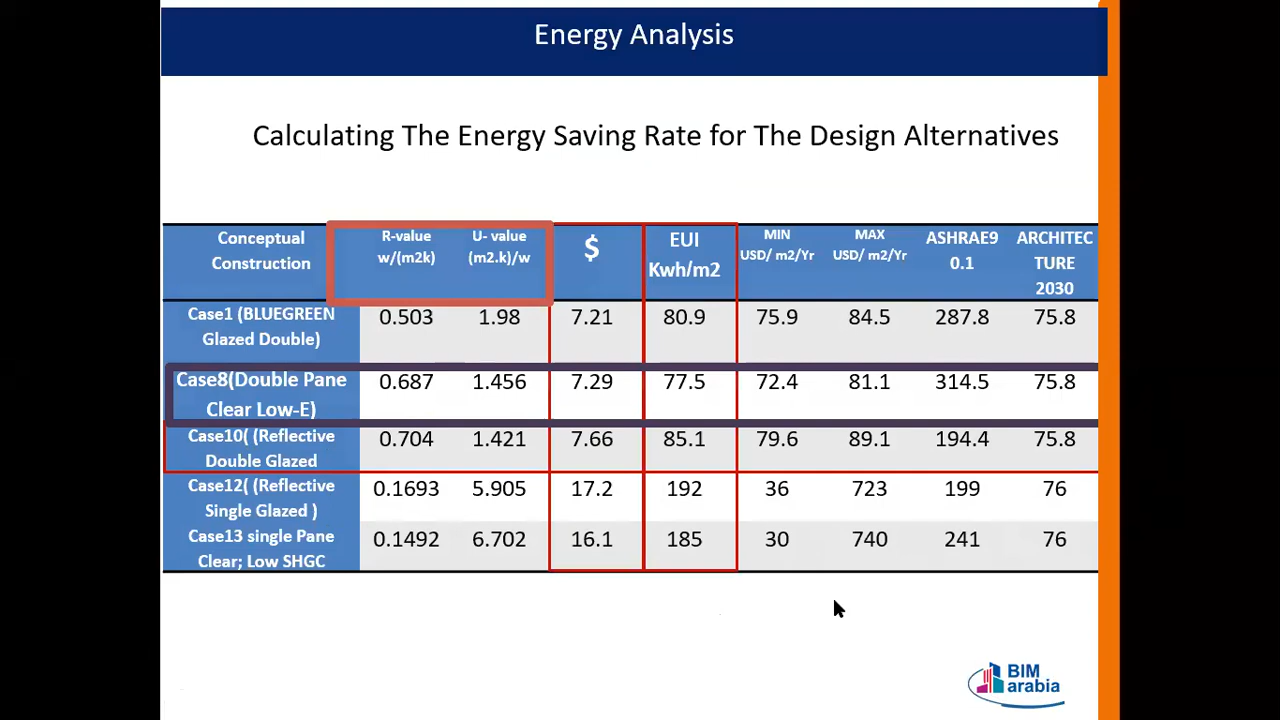 Energy Analysis
Calculating The Energy Saving Rate for The Design Alternatives
Conceptual
Construction
R-value
w/(m2k)
U- value
(m2.k)/w
$
EUI
Kwh/m2
MIN
USD/ m2/Yr
MAX
USD/ m2/Yr
ASHRAE9
0.1
ARCHITEC
TURE
2030
Case1 (BLUEGREEN
Glazed Double)
0.503 1.98 7.21 80.9 75.9 84.5 287.8 75.8
Case8(Double Pane
Clear Low-E)
0.687 1.456 7.29 77.5 72.4 81.1 314.5 75.8
Case10( (Reflective
Double Glazed
0.704 1.421 7.66 85.1 79.6 89.1 194.4 75.8
Case12( (Reflective
Single Glazed )
0.1693 5.905 17.2 192 36 723 199 76
Case13 single Pane
Clear; Low SHGC
0.1492 6.702 16.1 185 30 740 241 76
BIM
arabia